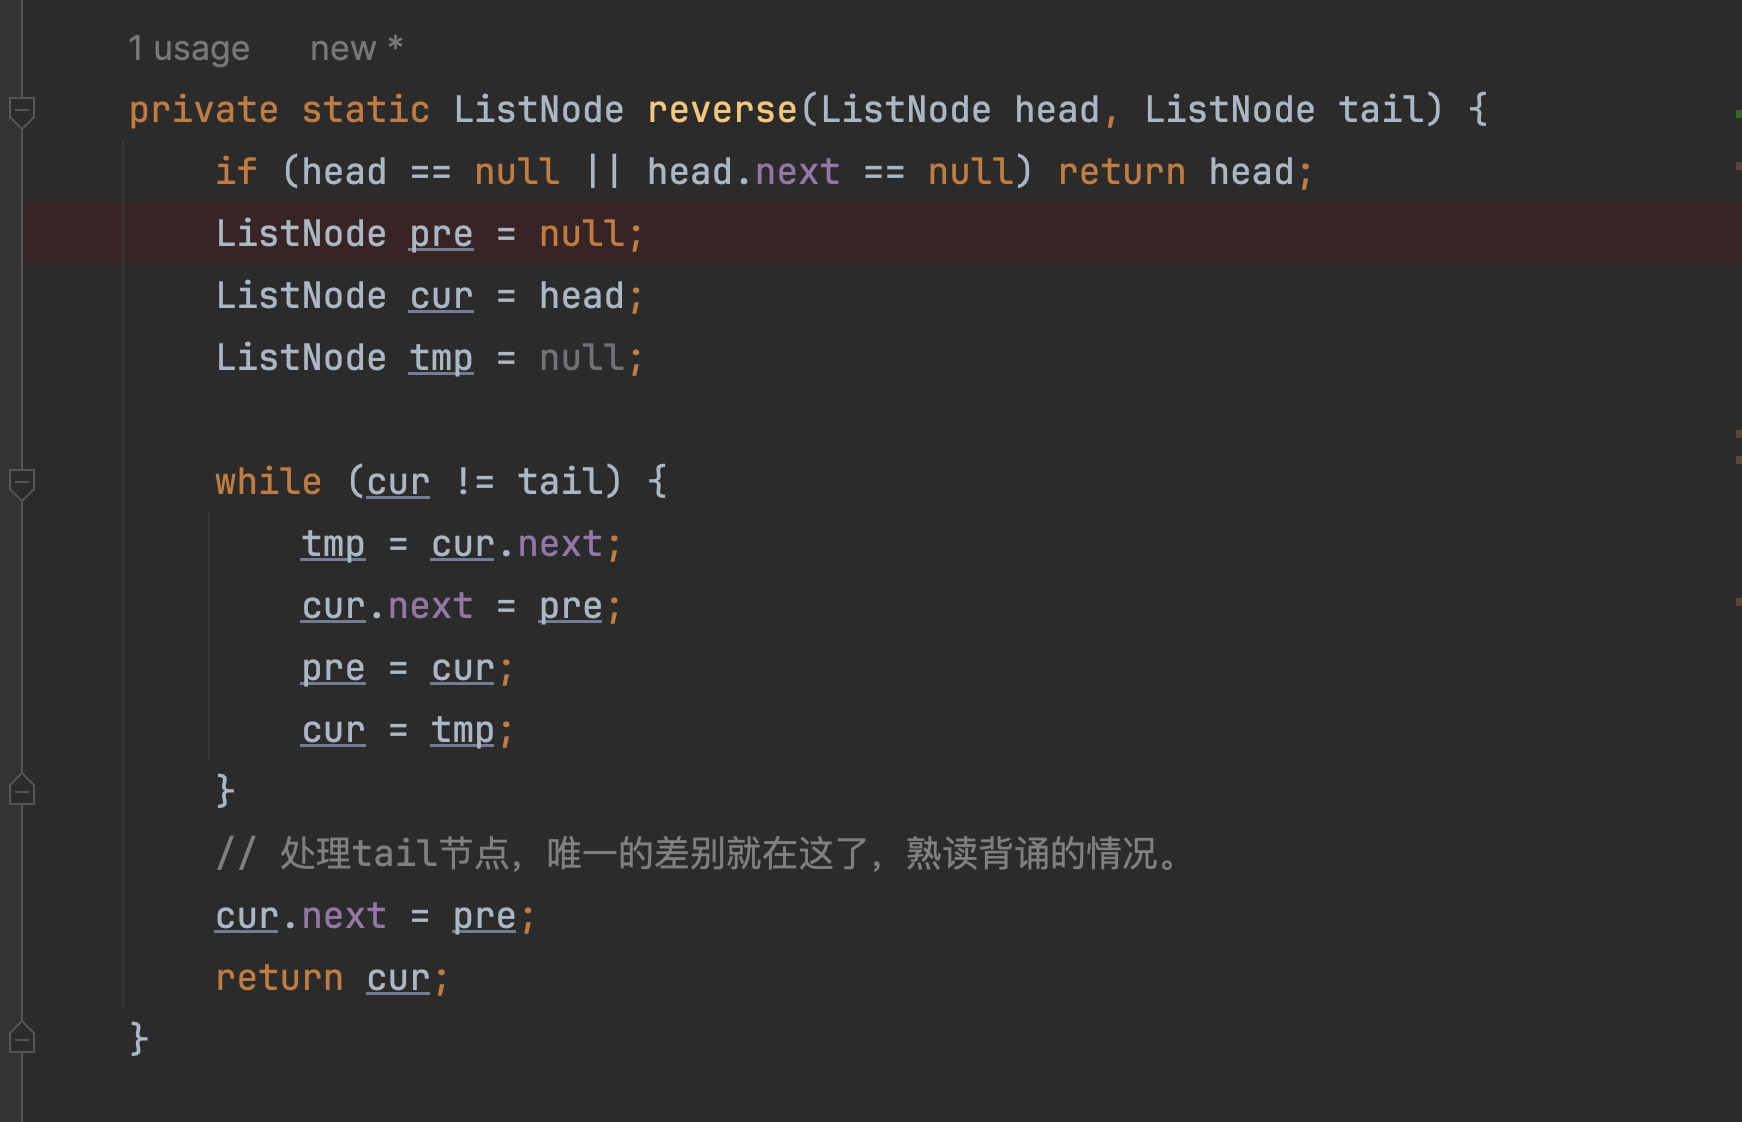 1 usage new *
private static ListNode reverse(ListNode head, ListNode tail) {
if (head == null || head.next == null) return head;
ListNode pre = null;
ListNode cur = head;
ListNode tmp = null;
while (cur != tail) {
tmp = cur.next;
cur.next = pre;
pre = cur;
cur = tmp;
}
// 处理tail节点，唯一的差别就在这了，熟读背诵的情况。
cur.next = pre;
return cur;
}